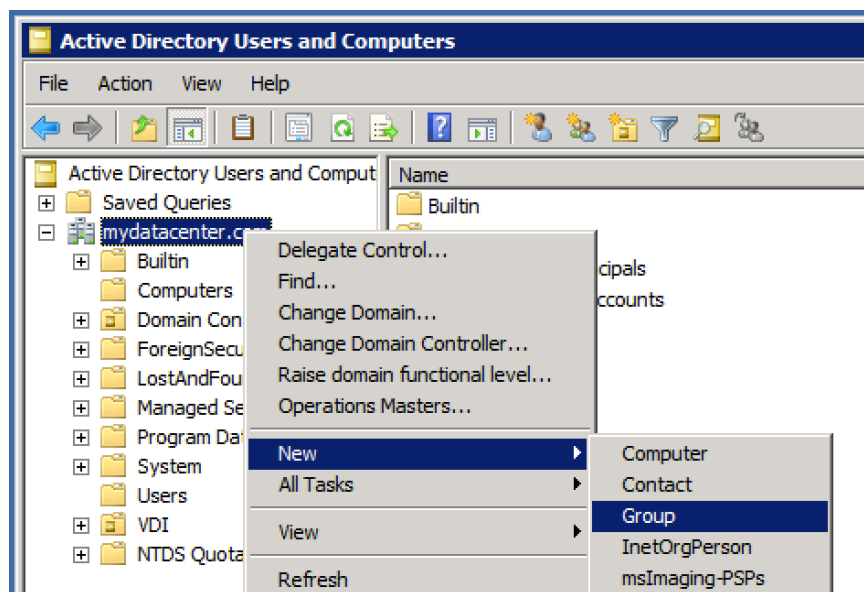 Active Directory Users and Computers
File Action View Help
Active Directory Users and Comput
Name
Saved Queries
Builtin
mydatacenter.com
Builtin
Computers
Domain Con
ForeignSecu
LostAndFou
Managed Se
Program Dat
System
Users
VDI
NTDS Quota
cipals
ccounts
Delegate Control...
Find...
Change Domain...
Change Domain Controller...
Raise domain functional level...
Operations Masters...
New
All Tasks
View
Refresh
Computer
Contact
Group
InetOrgPerson
msImaging-PSPs